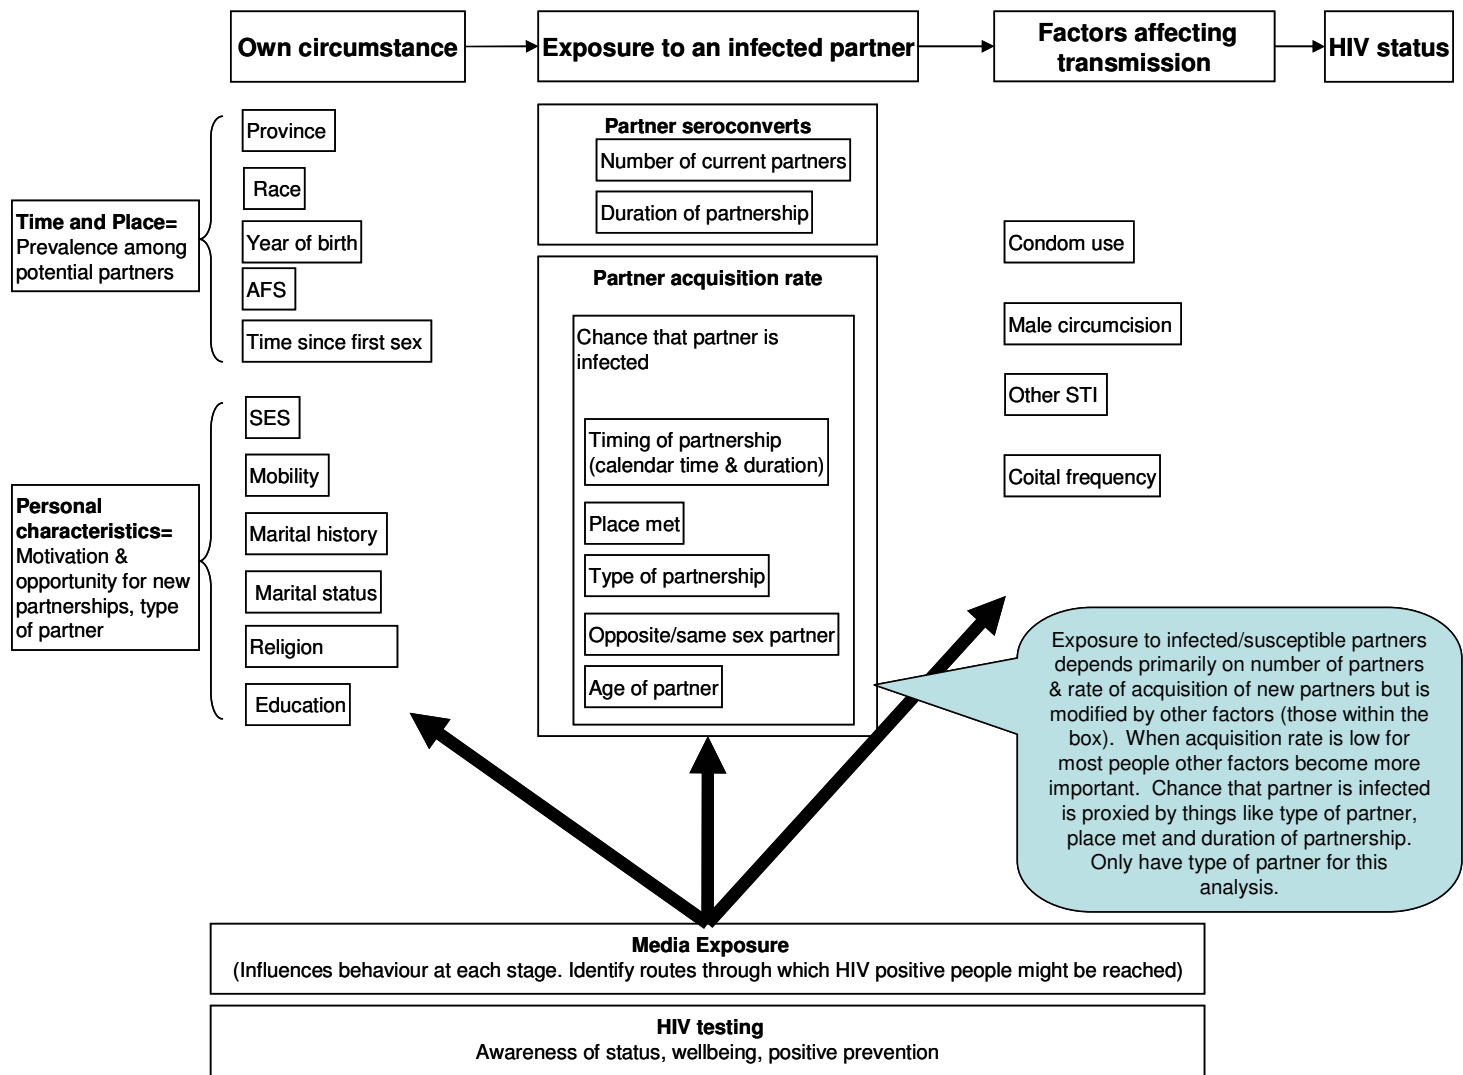 Own circumstance
Exposure to an infected partner
Factors affecting
transmission
HIV status
Time and Place=
Prevalence among
potential partners
Province
Race
Year of birth
AFS
Time since first sex
Personal
characteristics=
Motivation &
opportunity for new
partnerships, type
of partner
SES
Mobility
Marital history
Marital status
Religion
Education
Partner seroconverts
Number of current partners
Duration of partnership
Partner acquisition rate
Chance that partner is
infected
Timing of partnership
(calendar time & duration)
Place met
Type of partnership
Opposite/same sex partner
Age of partner
Condom use
Male circumcision
Other STI
Coital frequency
Exposure to infected/susceptible partners
depends primarily on number of partners
& rate of acquisition of new partners but is
modified by other factors (those within the
box).  When acquisition rate is low for
most people other factors become more
important.  Chance that partner is infected
is proxied by things like type of partner,
place met and duration of partnership.
Only have type of partner for this
analysis.
Media Exposure
(Influences behaviour at each stage. Identify routes through which HIV positive people might be reached)
HIV testing
Awareness of status, wellbeing, positive prevention